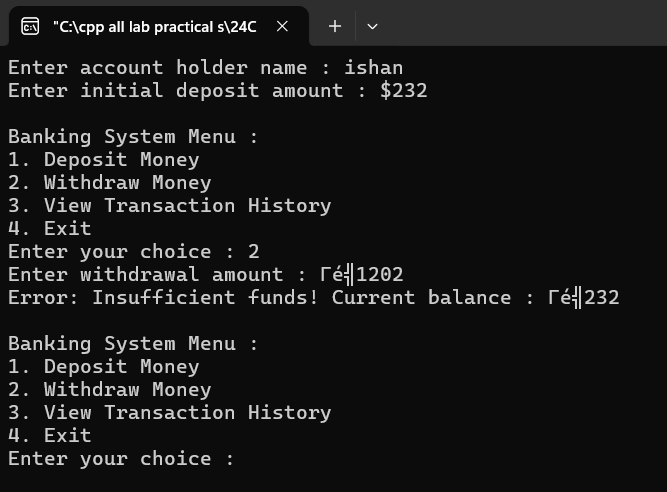 "C:\cpp all lab practical s\24C
Enter account holder name : ishan
Enter initial deposit amount : $232
Banking System Menu :
1. Deposit Money
2. Withdraw Money
3. View Transaction History
4. Exit
Enter your choice : 2
Enter withdrawal amount : Γé╣1202
Error: Insufficient funds! Current balance : Γé╣232
Banking System Menu :
1. Deposit Money
2. Withdraw Money
3. View Transaction History
4. Exit
Enter your choice :